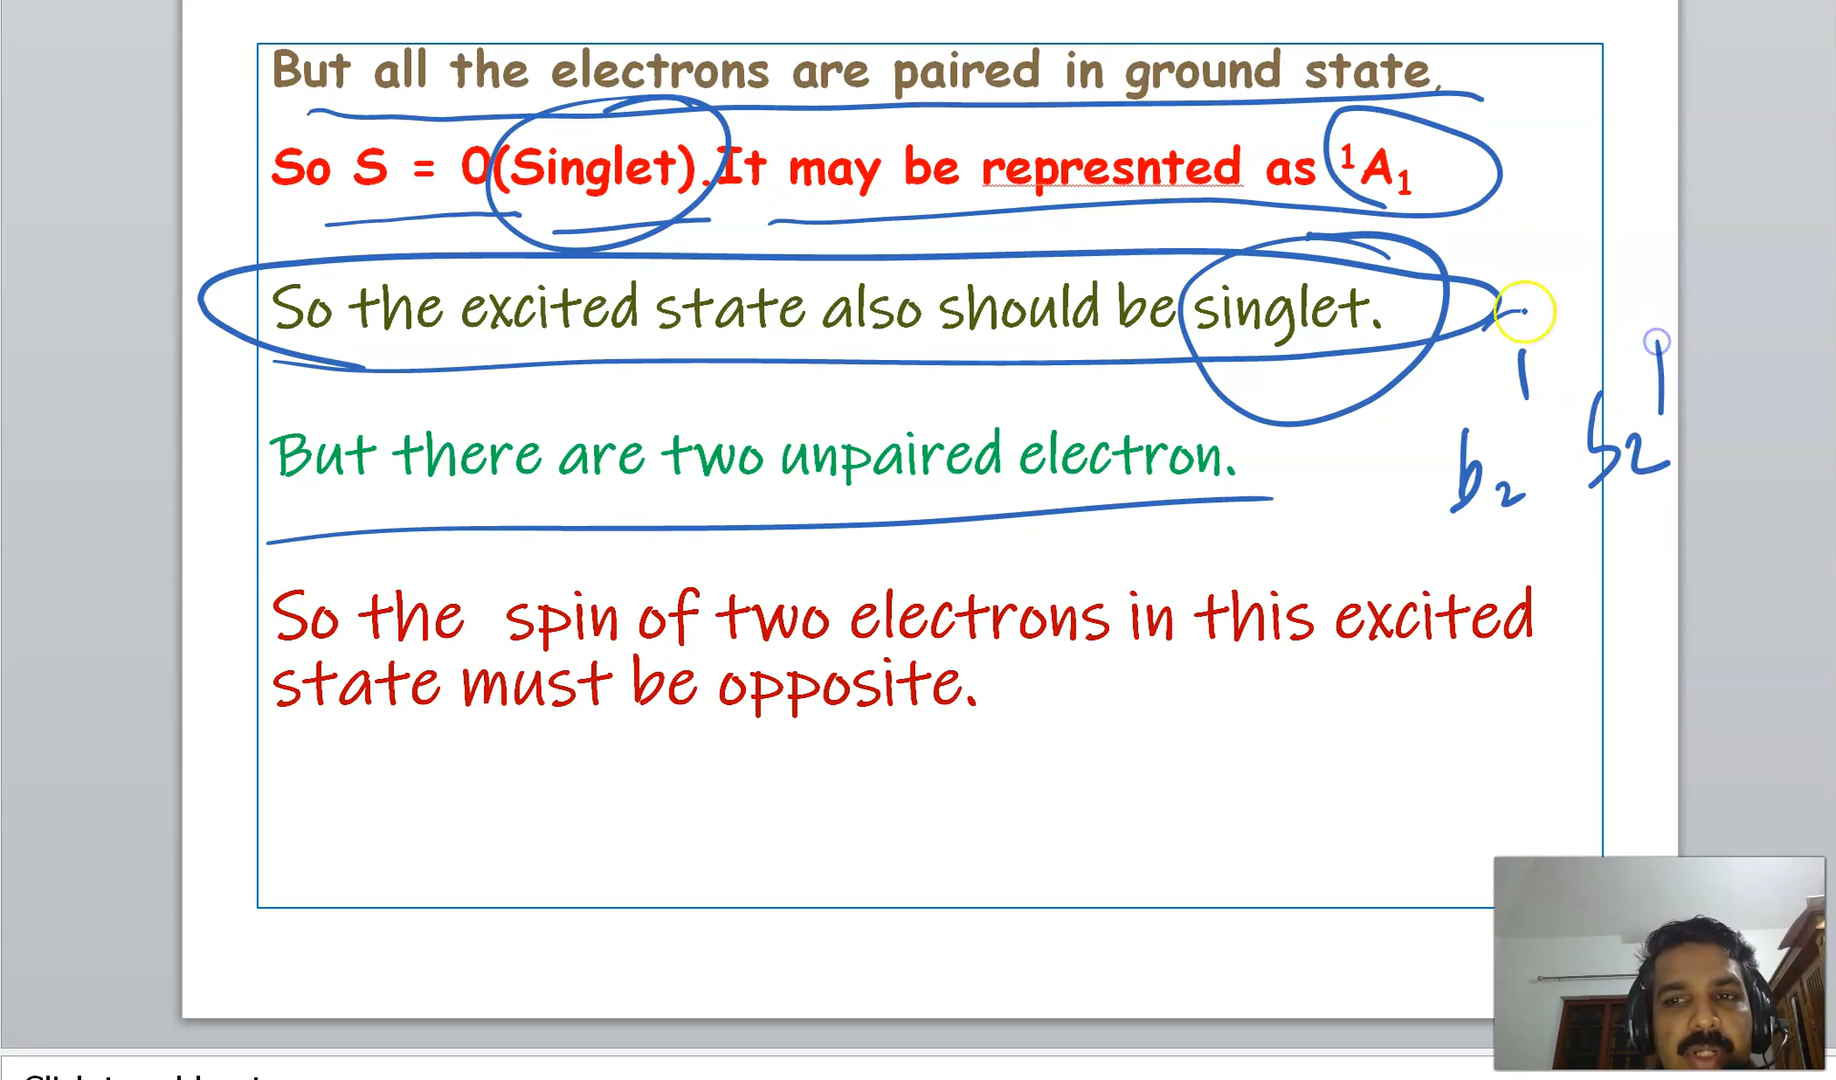 But all the electrons are paired in ground state,
So S = 0(Singlet).It may be represnted as ¹A₁
So the excited state also should be singlet.
But there are two unpaired electron.
b₂¹ b₂¹
So the spin of two electrons in this excited
state must be opposite.